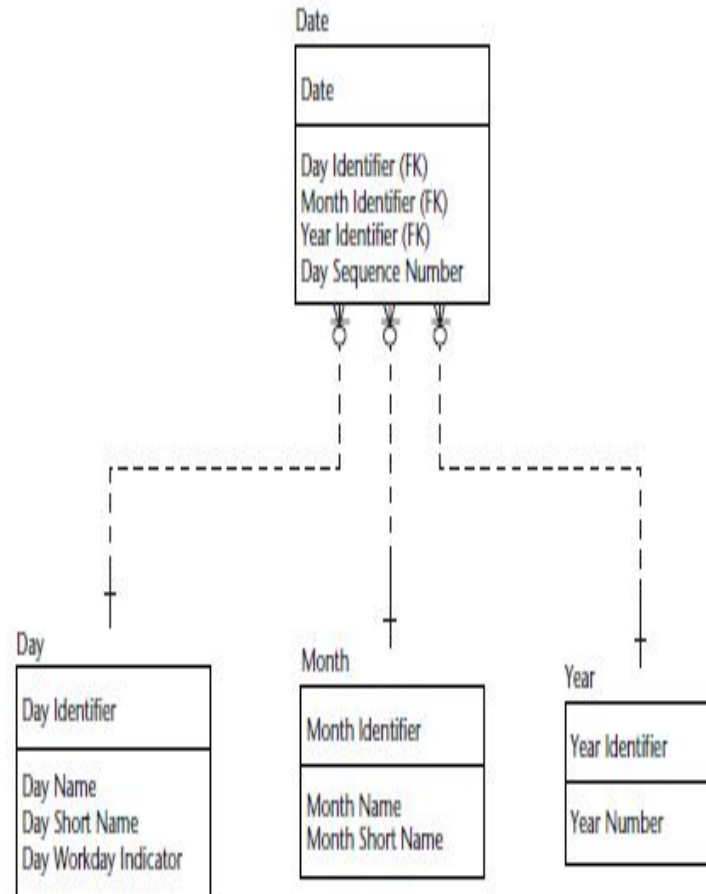 Date
Date
Day Identifier (FK)
Month Identifier (FK)
Year Identifier (FK)
Day Sequence Number
Day
Day Identifier
Day Name
Day Short Name
Day Workday Indicator
Month
Month Identifier
Month Name
Month Short Name
Year
Year Identifier
Year Number